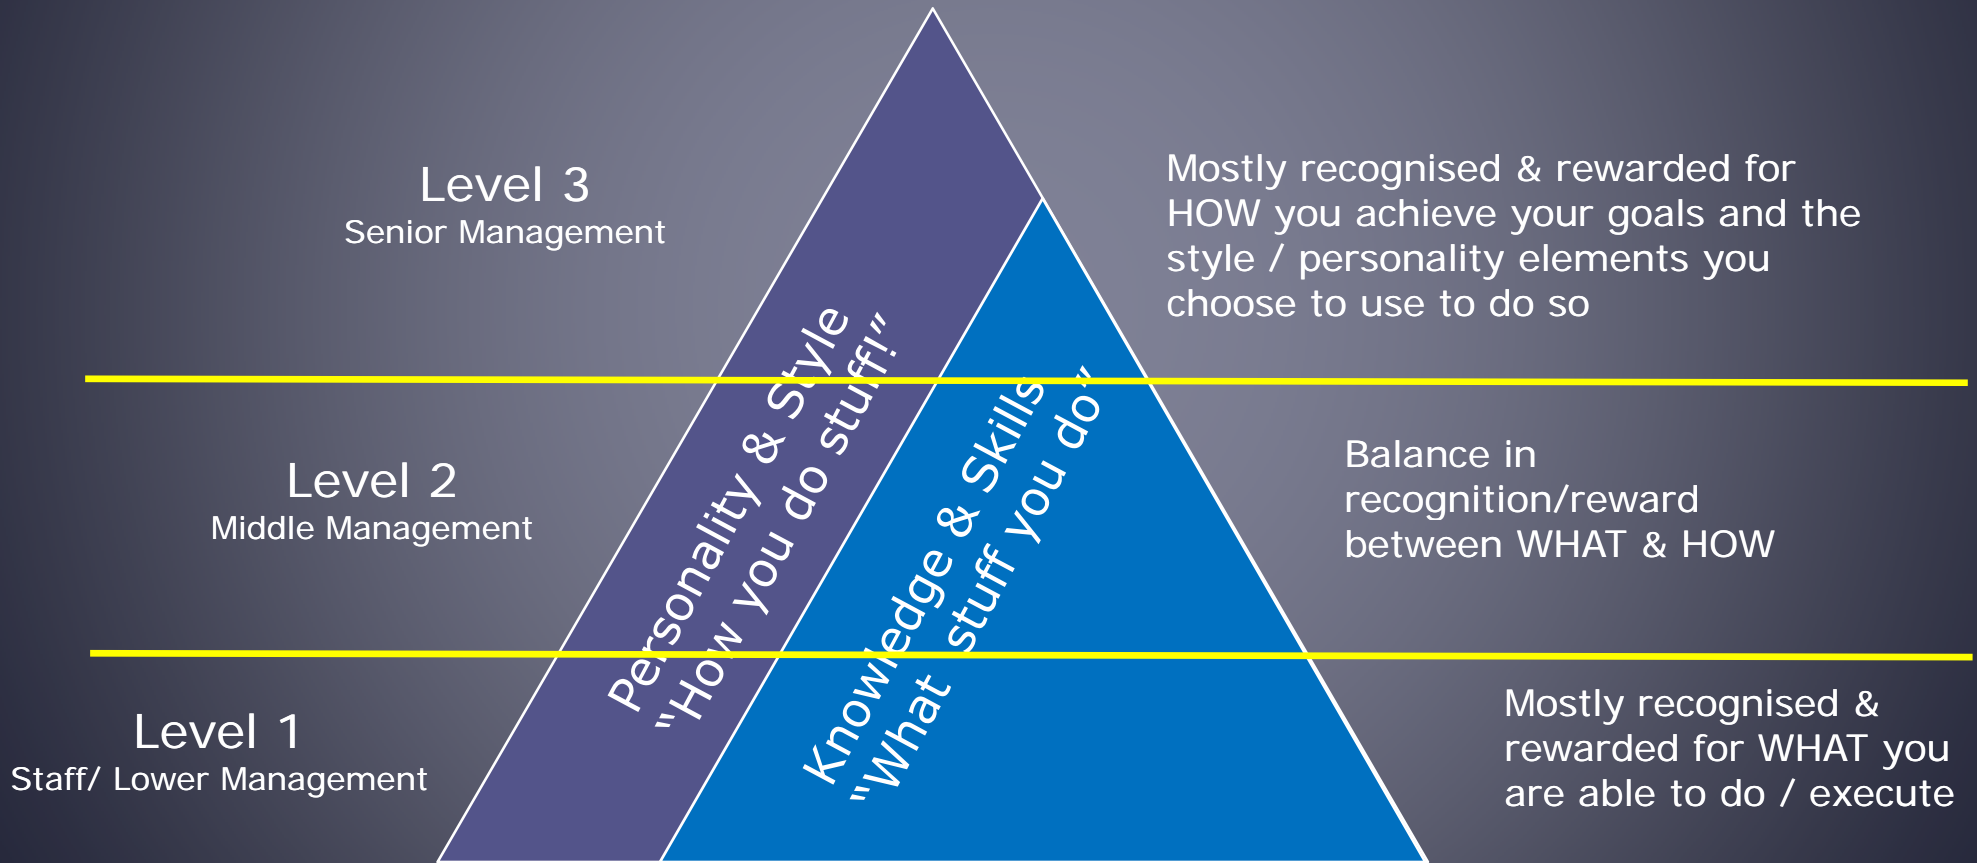 Level 3
Senior Management
Mostly recognised & rewarded for
HOW you achieve your goals and the
style / personality elements you
choose to use to do so
Personality & Style
“How you do stuff!”
Knowledge & Skills
“What stuff you do”
Level 2
Middle Management
Balance in
recognition/reward
between WHAT & HOW
Level 1
Staff/ Lower Management
Mostly recognised &
rewarded for WHAT you
are able to do / execute